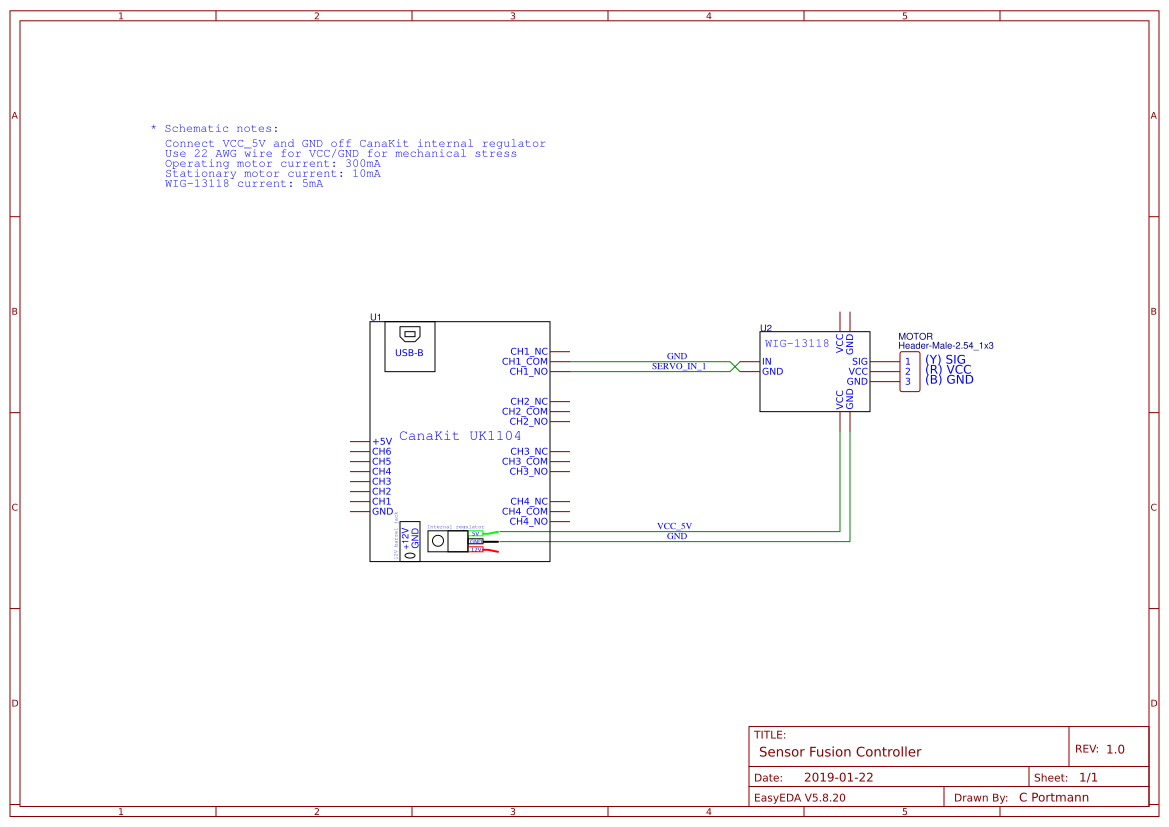 1 2 3 4 5
A A
* Schematic notes:
Connect VCC_5V and GND off CanaKit internal regulator
Use 22 AWG wire for VCC/GND for mechanical stress
Operating motor current: 300mA
Stationary motor current: 10mA
WIG-13118 current: 5mA
B B
U1
USB-B
CH1_NC
CH1_COM
CH1_NO
GND
SERVO_IN_1
U2
WIG-13118
VCC
GND
IN
GND
SIG
VCC
GND
VCC
GND
MOTOR
Header-Male-2.54_1x3
1 (Y) SIG
2 (R) VCC
3 (B) GND
CH2_NC
CH2_COM
CH2_NO
CanaKit UK1104
+5V
CH6
CH5
CH4
CH3
CH2
CH1
GND
CH3_NC
CH3_COM
CH3_NO
CH4_NC
CH4_COM
CH4_NO
C C
12V barrel jack
+12V
GND
Internal regulator
5V
GND
12V
VCC_5V
GND
D D
TITLE:
Sensor Fusion Controller
REV: 1.0
Date: 2019-01-22
Sheet: 1/1
EasyEDA V5.8.20
Drawn By: C Portmann
1 2 3 4 5